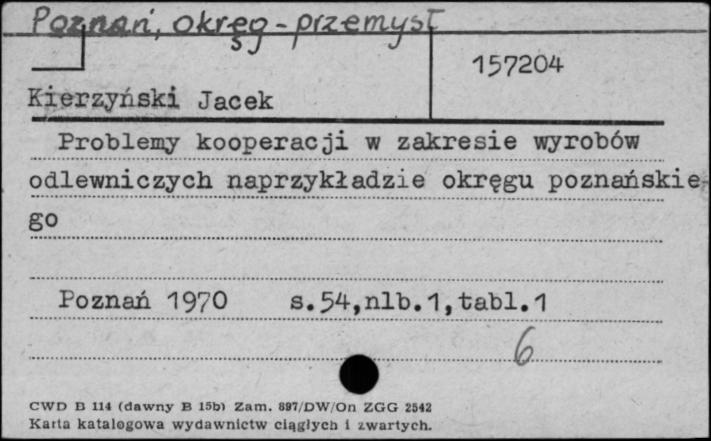 Poznań, okręg - przemysł
157204
Kierzyński Jacek
Problemy kooperacji w zakresie wyrobów
odlewniczych naprzykładzie okręgu poznańskie-
go
Poznań 1970 s.54,nlb.1,tabl.1
6
CWD B 114 (dawny B 15b) Zam. 897/DW/On ZGG 2542
Karta katalogowa wydawnictw ciągłych i zwartych.